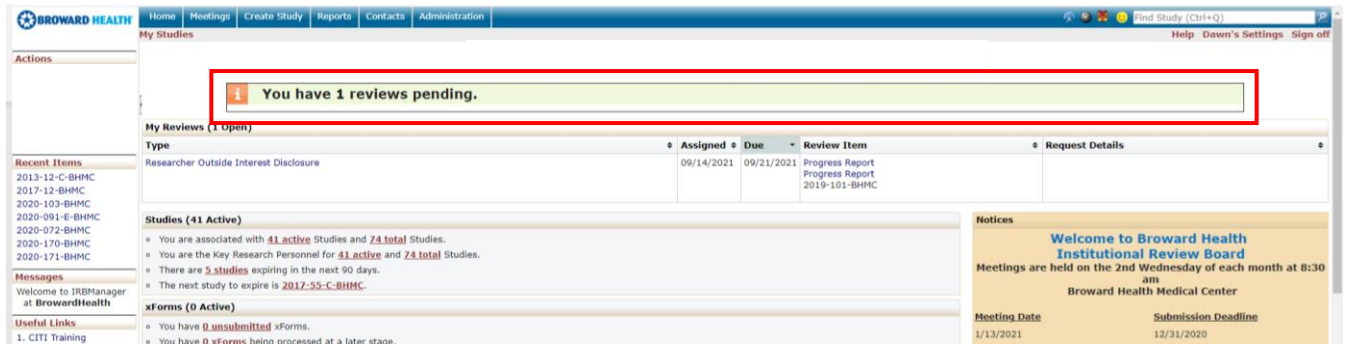 BROWARD HEALTH
Home Meetings Create Study Reports Contacts Administration
Find Study (Ctrl+Q)
My Studies
Help Dawn's Settings Sign off
Actions
You have 1 reviews pending.
My Reviews (1 Open)
Type Assigned Due Review Item Request Details
Researcher Outside Interest Disclosure 09/14/2021 09/21/2021 Progress Report
Progress Report
2019-101-BHMC
Recent Items
2013-12-C-BHMC
2017-12-BHMC
2020-103-BHMC
2020-091-E-BHMC
2020-072-BHMC
2020-170-BHMC
2020-171-BHMC
Messages
Welcome to IRBManager
at BrowardHealth
Useful Links
1. CITI Training
Studies (41 Active)
You are associated with 41 active Studies and 74 total Studies.
You are the Key Research Personnel for 41 active and 74 total Studies.
There are 5 studies expiring in the next 90 days.
The next study to expire is 2017-55-C-BHMC.
xForms (0 Active)
You have 0 unsubmitted xForms.
You have 0 xForms being processed at a later stage.
Notices
Welcome to Broward Health
Institutional Review Board
Meetings are held on the 2nd Wednesday of each month at 8:30
am
Broward Health Medical Center
Meeting Date Submission Deadline
1/13/2021 12/31/2020